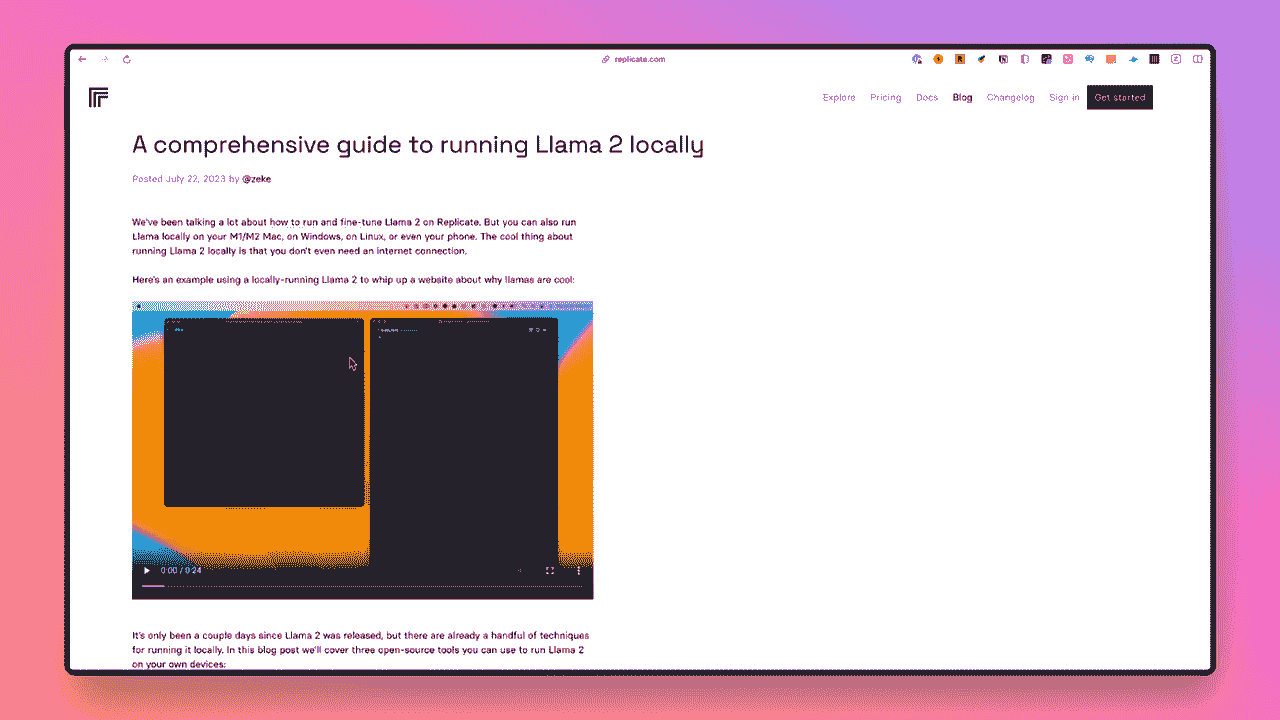 replicate.com
Explore Pricing Docs Blog Changelog Sign in Get started
A comprehensive guide to running Llama 2 locally
Posted July 22, 2023 by @zeke
We've been talking a lot about how to run and fine-tune Llama 2 on Replicate. But you can also run
Llama locally on your M1/M2 Mac, on Windows, on Linux, or even your phone. The cool thing about
running Llama 2 locally is that you don't even need an internet connection.
Here's an example using a locally-running Llama 2 to whip up a website about why llamas are cool:
0:00 / 0:24
It's only been a couple days since Llama 2 was released, but there are already a handful of techniques
for running it locally. In this blog post we'll cover three open-source tools you can use to run Llama 2
on your own devices: